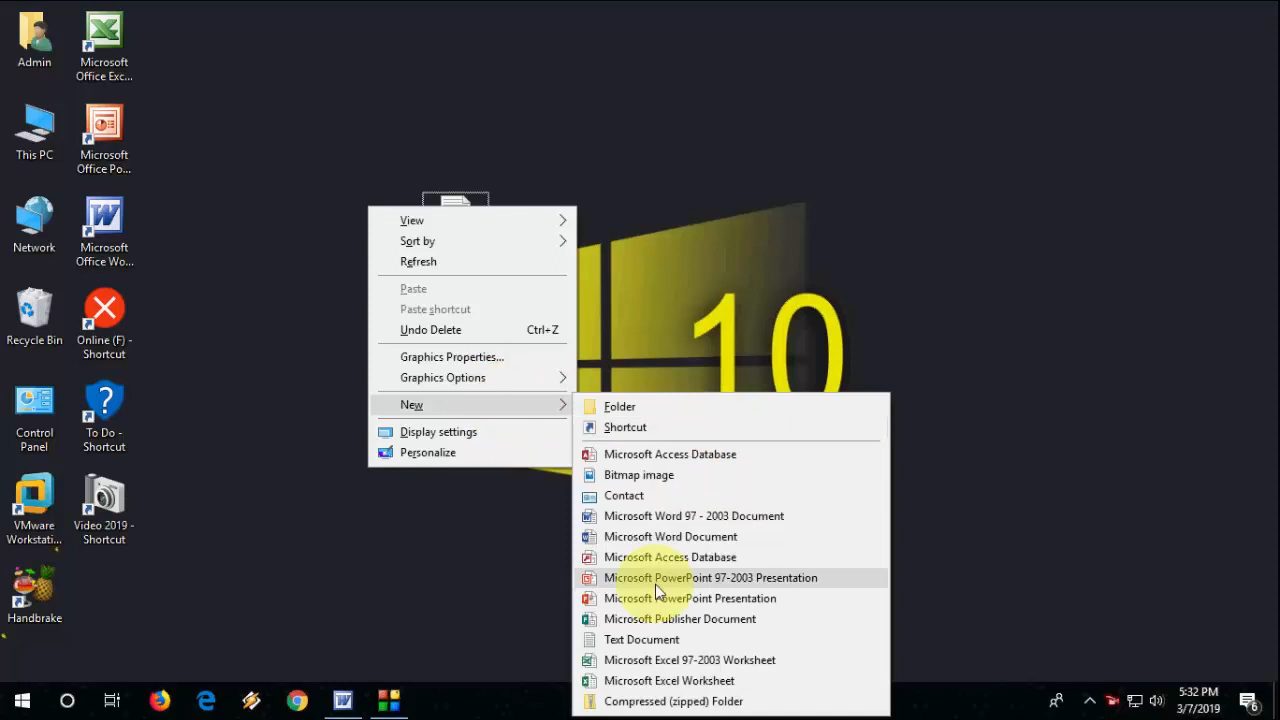 Admin
Microsoft
Office Exc...
This PC
Microsoft
Office Po...
Network
Microsoft
Office Wo...
Recycle Bin
Online (F) -
Shortcut
Control
Panel
To Do -
Shortcut
VMware
Workstati...
Video 2019 -
Shortcut
Handbrake
10
View
Sort by
Refresh
Paste
Paste shortcut
Undo Delete Ctrl+Z
Graphics Properties...
Graphics Options
New
Display settings
Personalize
Folder
Shortcut
Microsoft Access Database
Bitmap image
Contact
Microsoft Word 97 - 2003 Document
Microsoft Word Document
Microsoft Access Database
Microsoft PowerPoint 97-2003 Presentation
Microsoft PowerPoint Presentation
Microsoft Publisher Document
Text Document
Microsoft Excel 97-2003 Worksheet
Microsoft Excel Worksheet
Compressed (zipped) Folder
5:32 PM
3/7/2019
6